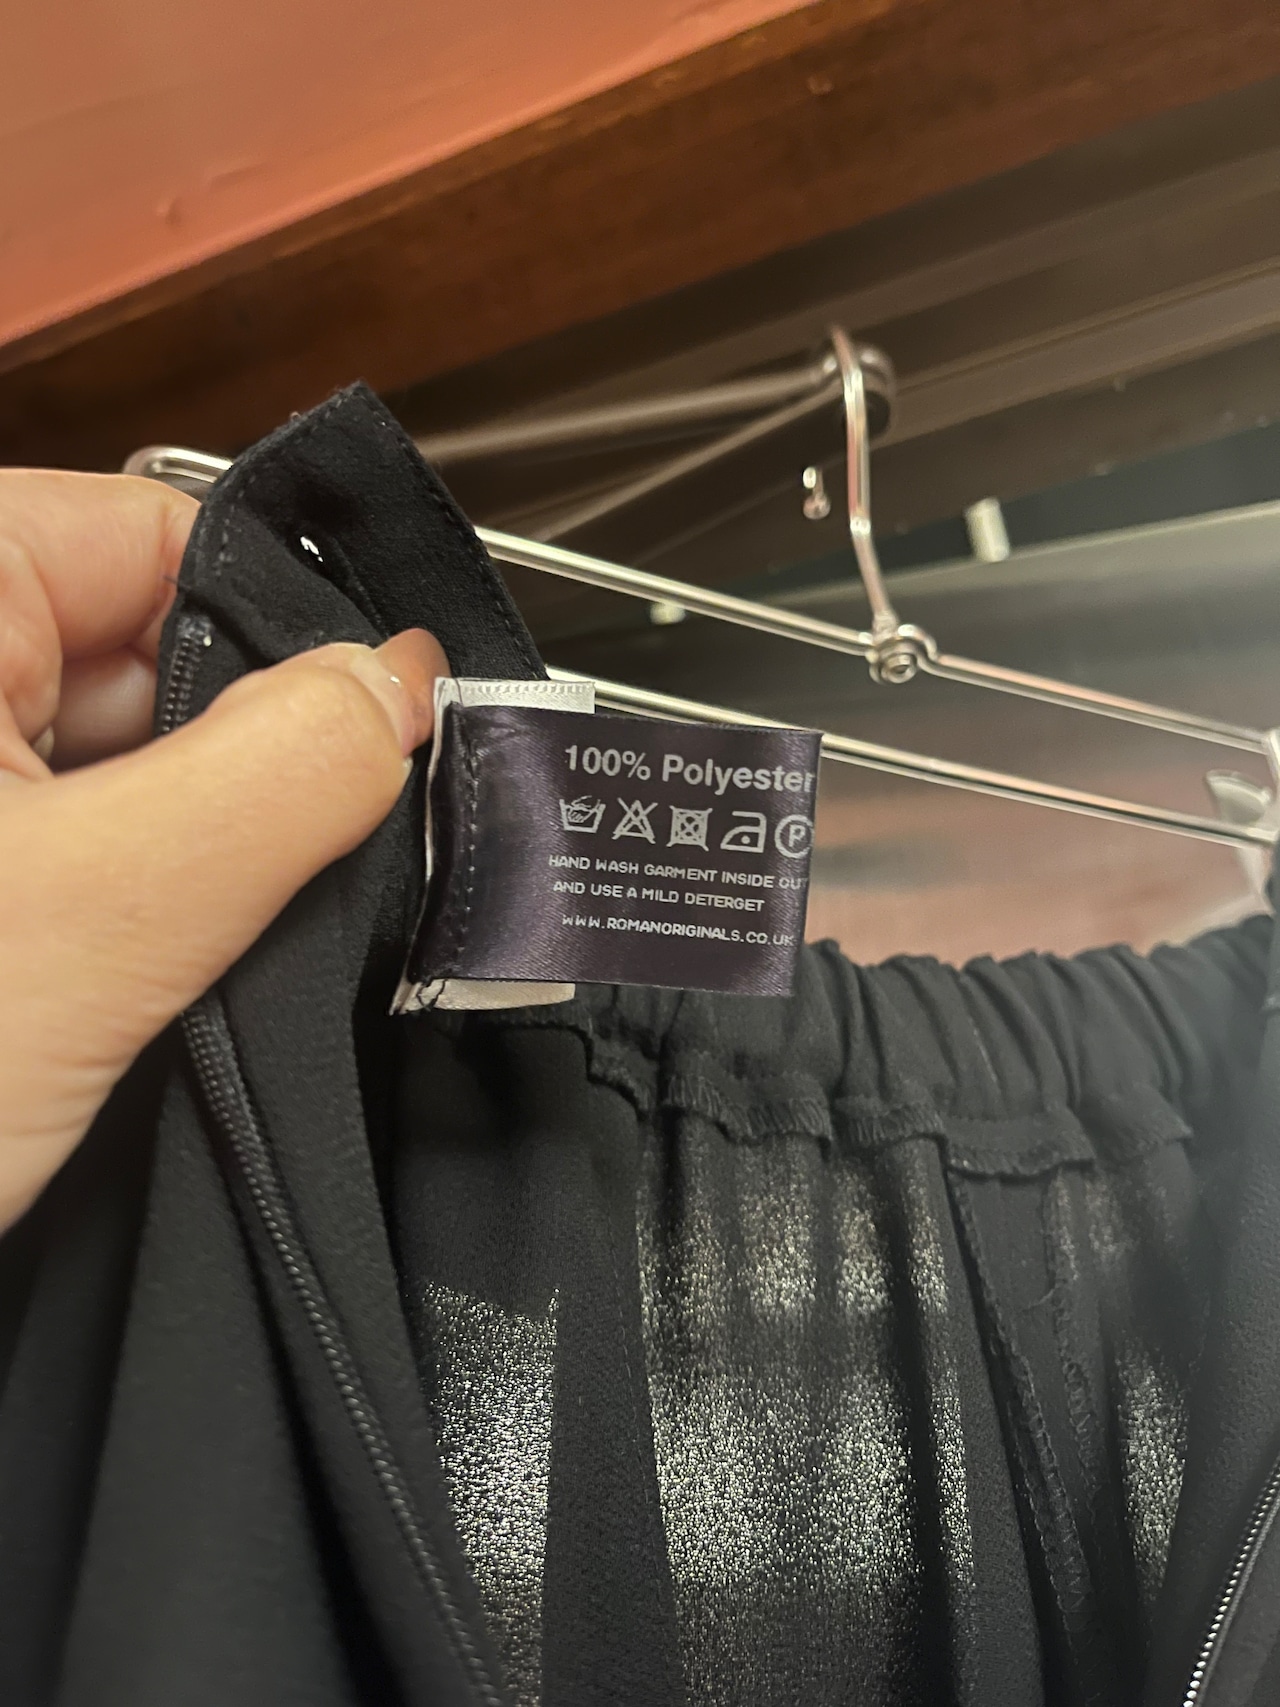 100% Polyester
P
HAND WASH GARMENT INSIDE OUT
AND USE A MILD DETERGET
WWW.ROMANORIGINALS.CO.UK